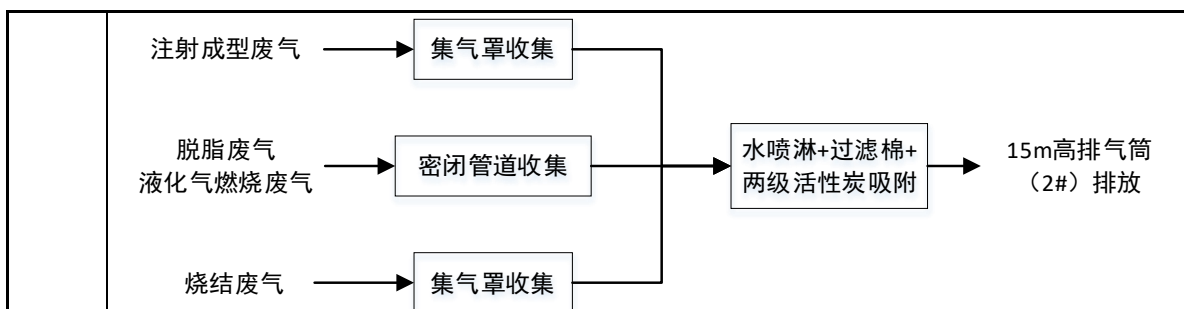 注射成型废气
集气罩收集
脱脂废气
液化气燃烧废气
密闭管道收集
水喷淋+过滤棉+
两级活性炭吸附
15m高排气筒
（2#）排放
烧结废气
集气罩收集